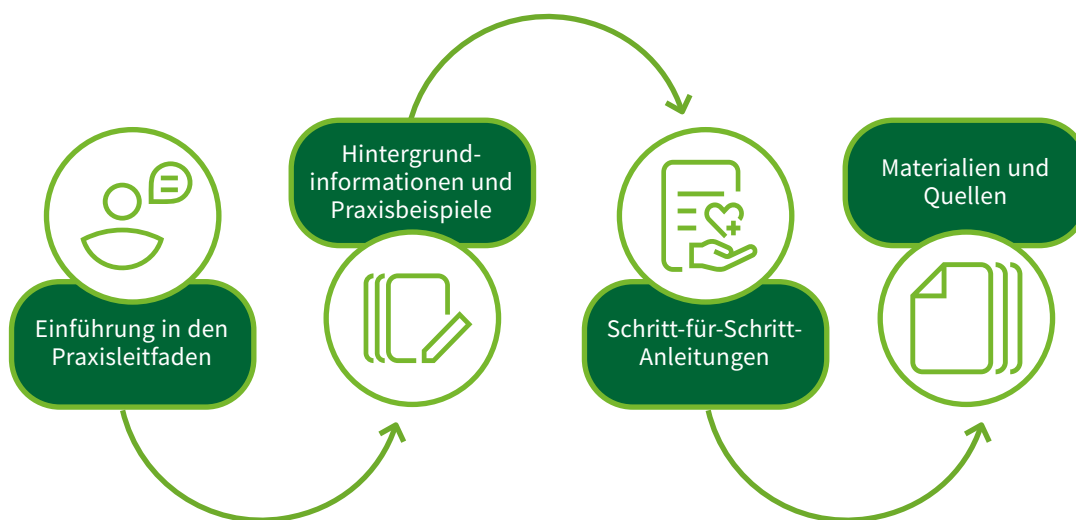 Einführung in den
Praxisleitfaden
Hintergrund-
informationen und
Praxisbeispiele
Schritt-für-Schritt-
Anleitungen
Materialien und
Quellen